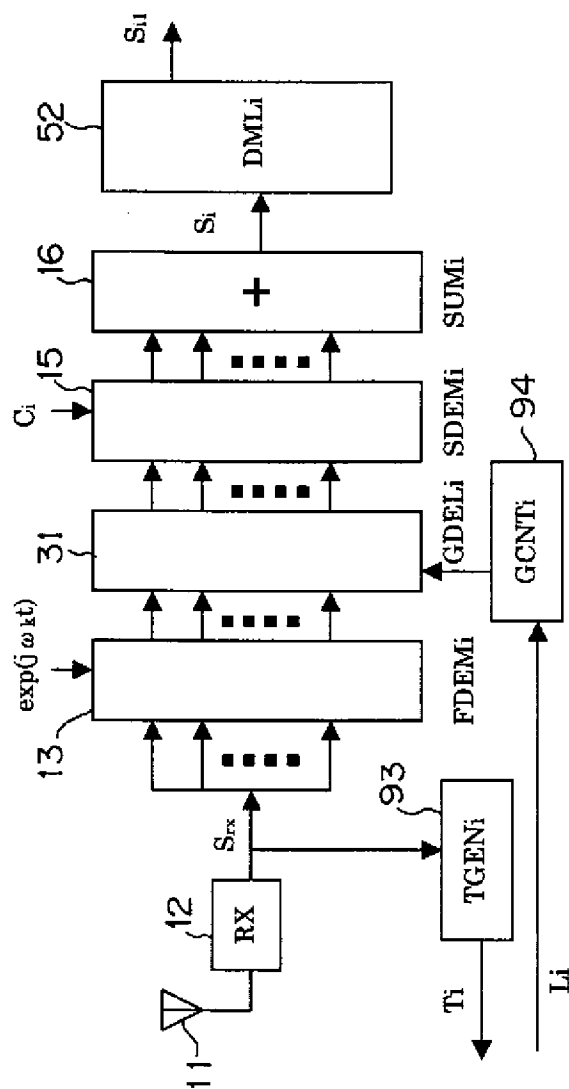 11
12
RX
Srx
13
exp(jωkt)
FDEMi
31
GDELi
15
Ci
SDEMi
16
+
SUMi
Si
52
DMLi
Si1
93
TGENi
Ti
94
GCNTi
Li